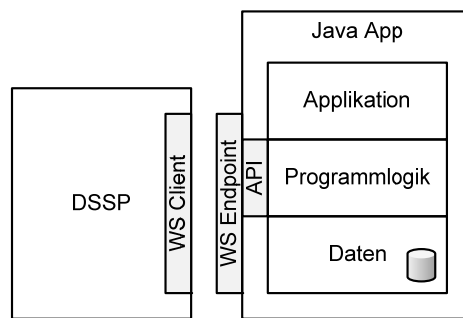 Java App
Applikation
DSSP
WS Client
WS Endpoint
API
Programmlogik
Daten